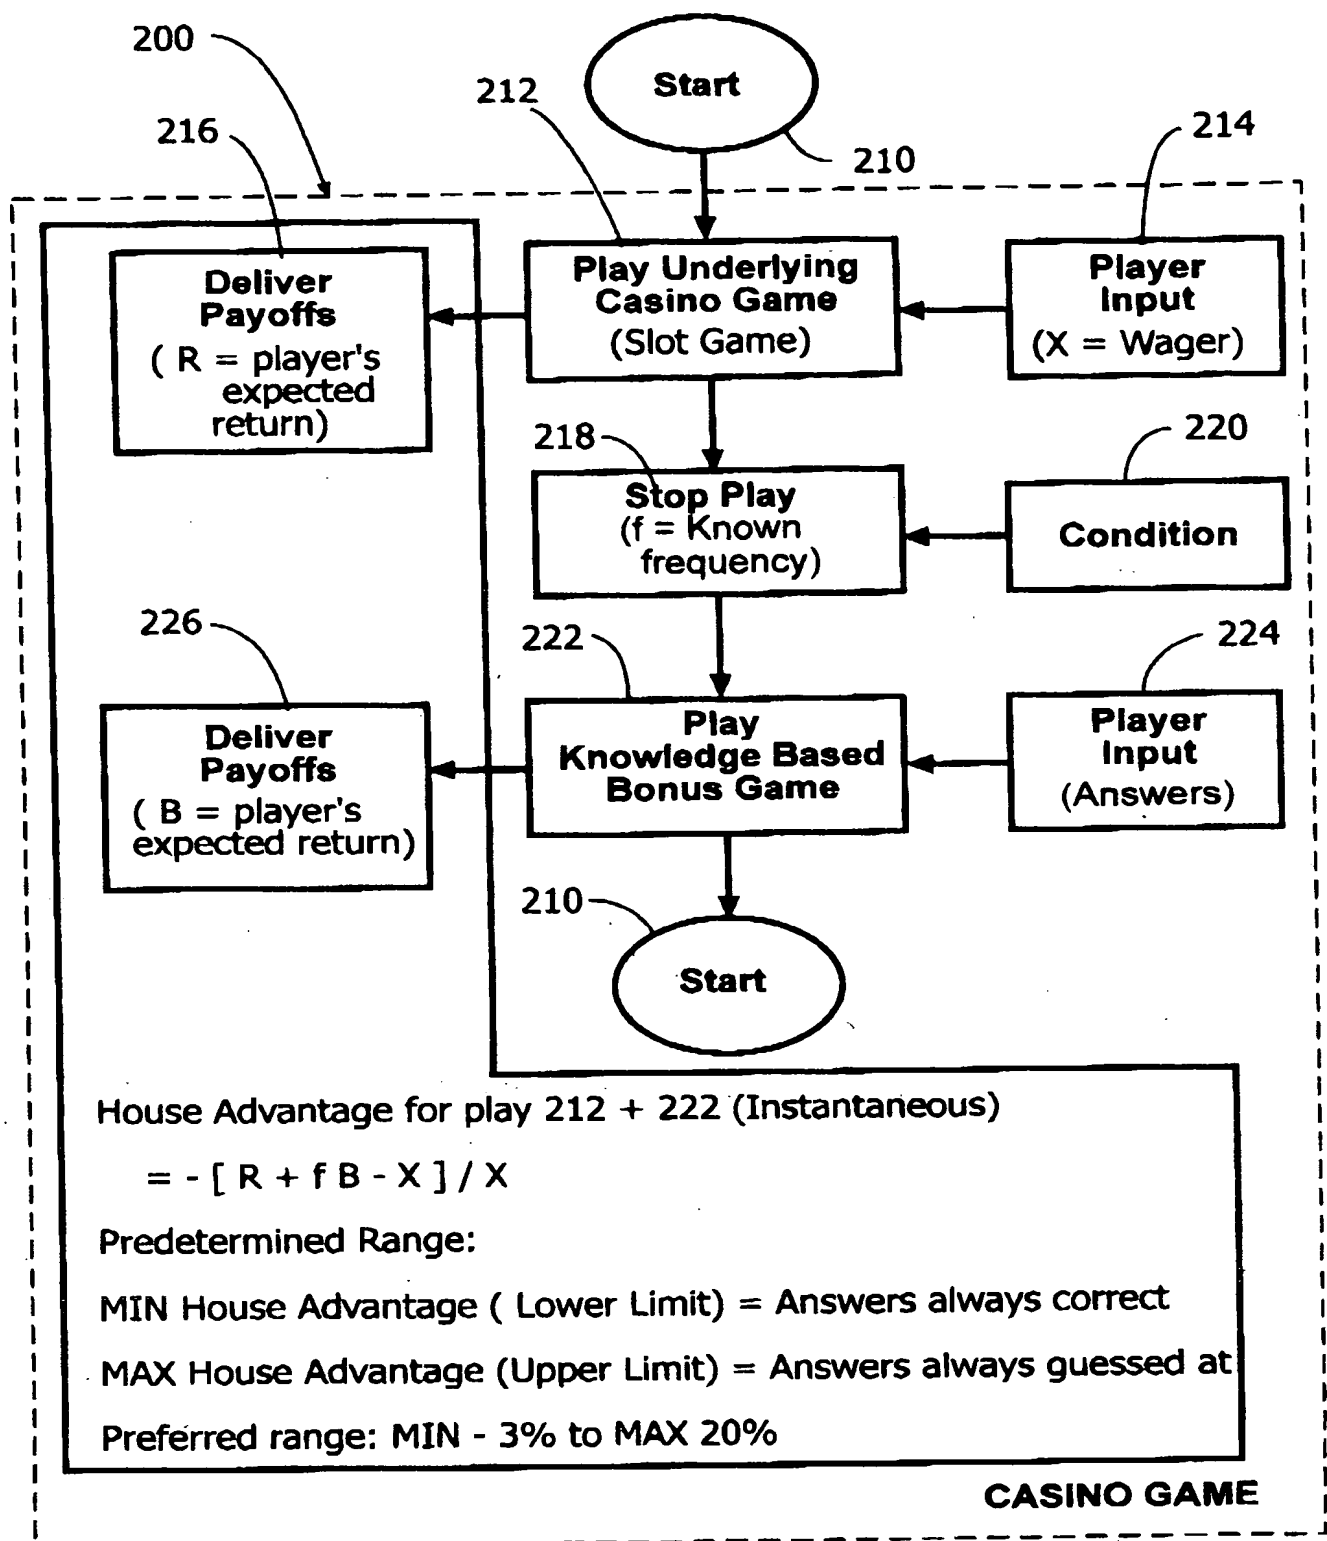 200
Start
212
216
214
210
Deliver
Payoffs
( R = player's
expected
return)
Play Underlying
Casino Game
(Slot Game)
Player
Input
(X = Wager)
218
220
Stop Play
(f = Known
frequency)
Condition
226
222
224
Deliver
Payoffs
( B = player's
expected return)
Play
Knowledge Based
Bonus Game
Player
Input
(Answers)
210
Start
House Advantage for play 212 + 222 (Instantaneous)
= - [ R + f B - X ] / X
Predetermined Range:
MIN House Advantage ( Lower Limit) = Answers always correct
MAX House Advantage (Upper Limit) = Answers always guessed at
Preferred range: MIN - 3% to MAX 20%
CASINO GAME